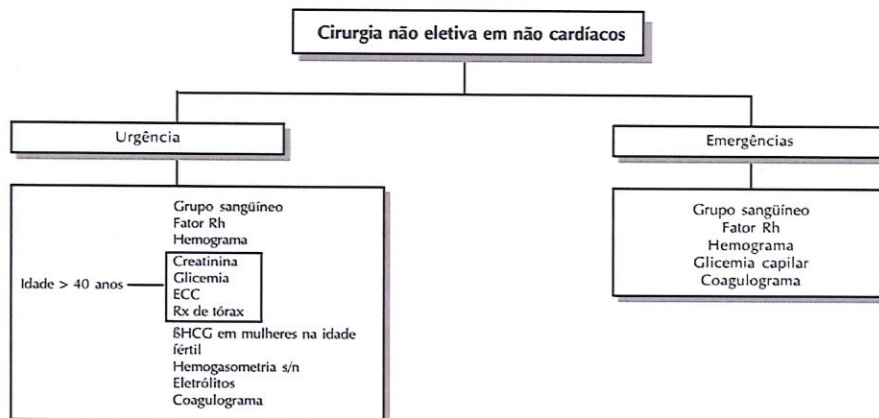 Cirurgia não eletiva em não cardíacos
Urgência
Emergências
Grupo sangüíneo
Fator Rh
Hemograma
Idade > 40 anos
Creatinina
Glicemia
ECC
Rx de tórax
ßHCG em mulheres na idade
fértil
Hemogasometria s/n
Eletrólitos
Coagulograma
Grupo sangüíneo
Fator Rh
Hemograma
Glicemia capilar
Coagulograma